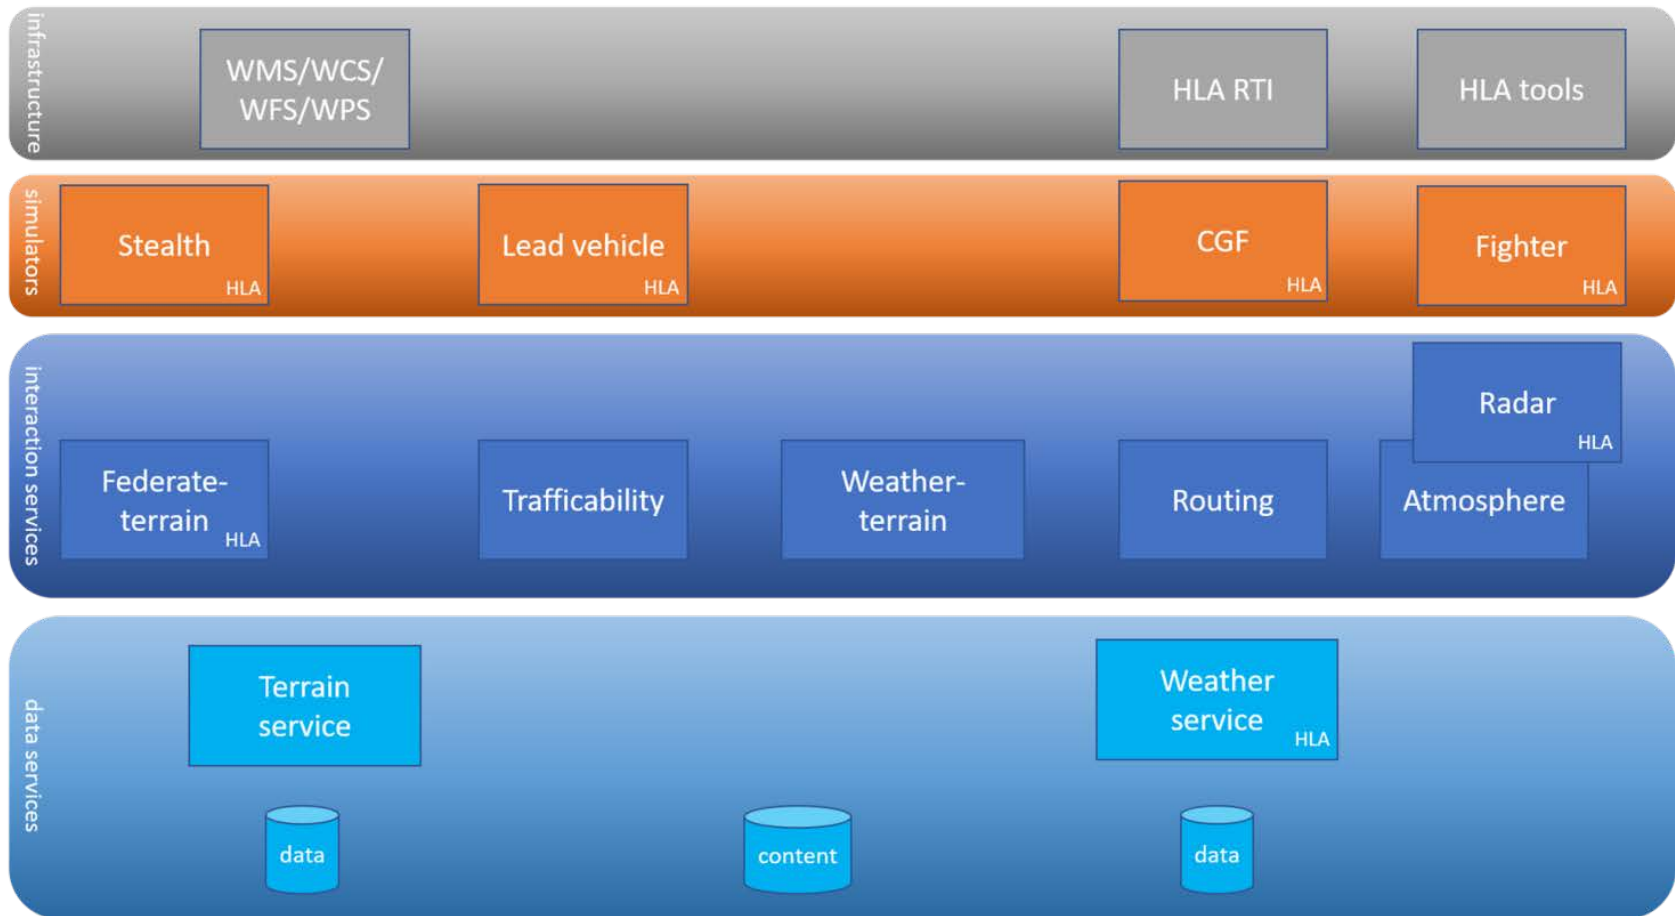 infrastructure
WMS/WCS/
WFS/WPS
HLA RTI
HLA tools
simulators
Stealth
HLA
Lead vehicle
HLA
CGF
HLA
Fighter
HLA
interaction services
Radar
HLA
Federate-
terrain
HLA
Trafficability
Weather-
terrain
Routing
Atmosphere
data services
Terrain
service
Weather
service
HLA
data
content
data